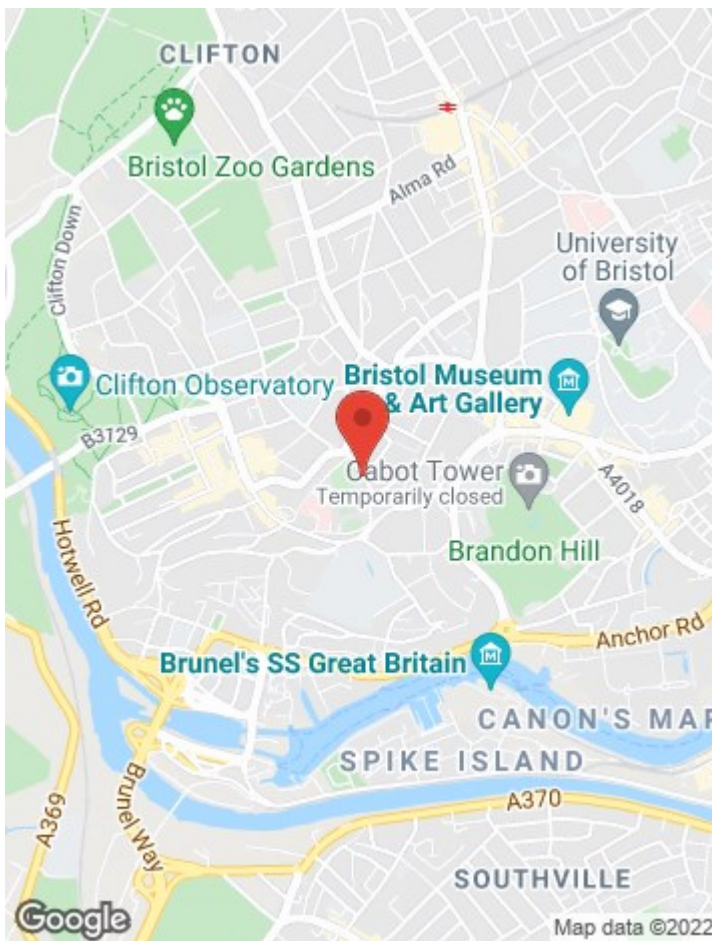 CLIFTON
Bristol Zoo Gardens
Alma Rd
University
of Bristol
Clifton Down
Clifton Observatory
Bristol Museum
& Art Gallery
B3129
Cabot Tower
Temporarily closed
A4018
Brandon Hill
Hotwell Rd
Anchor Rd
Brunel's SS Great Britain
CANON'S MAR
SPIKE ISLAND
A369
Brunel Way
A370
SOUTHVILLE
Google
Map data ©2022